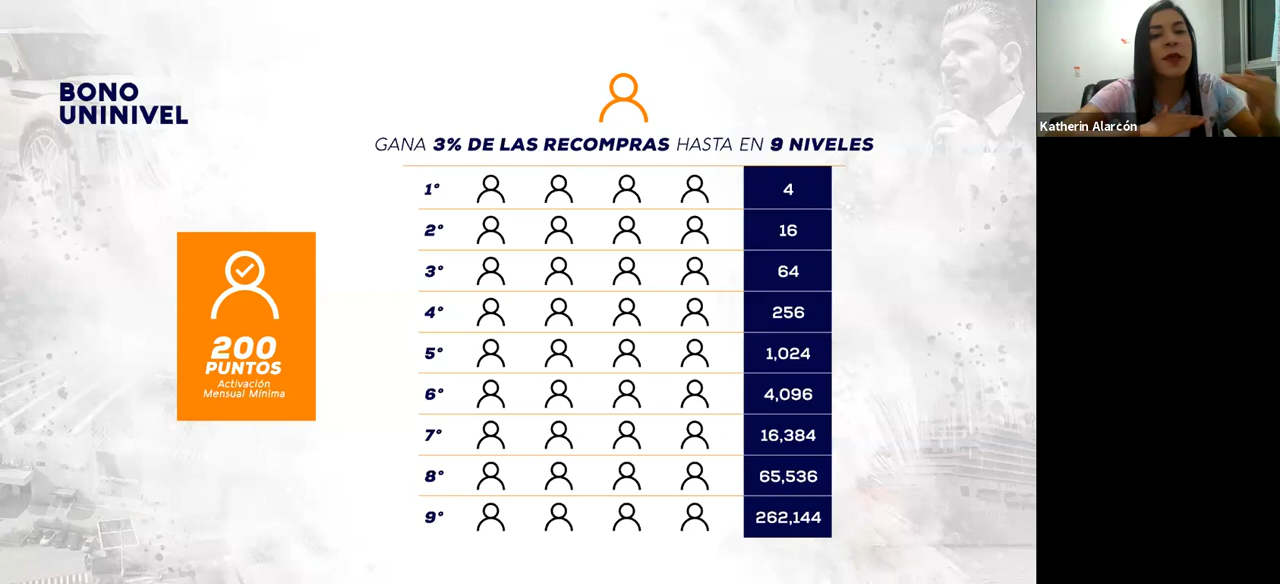 BONO
UNINIVEL
GANA 3% DE LAS RECOMPRAS HASTA EN 9 NIVELES
1° 4
2° 16
3° 64
4° 256
5° 1,024
6° 4,096
7° 16,384
8° 65,536
9° 262,144
200
PUNTOS
Activación
Mensual Mínima
Katherin Alarcón